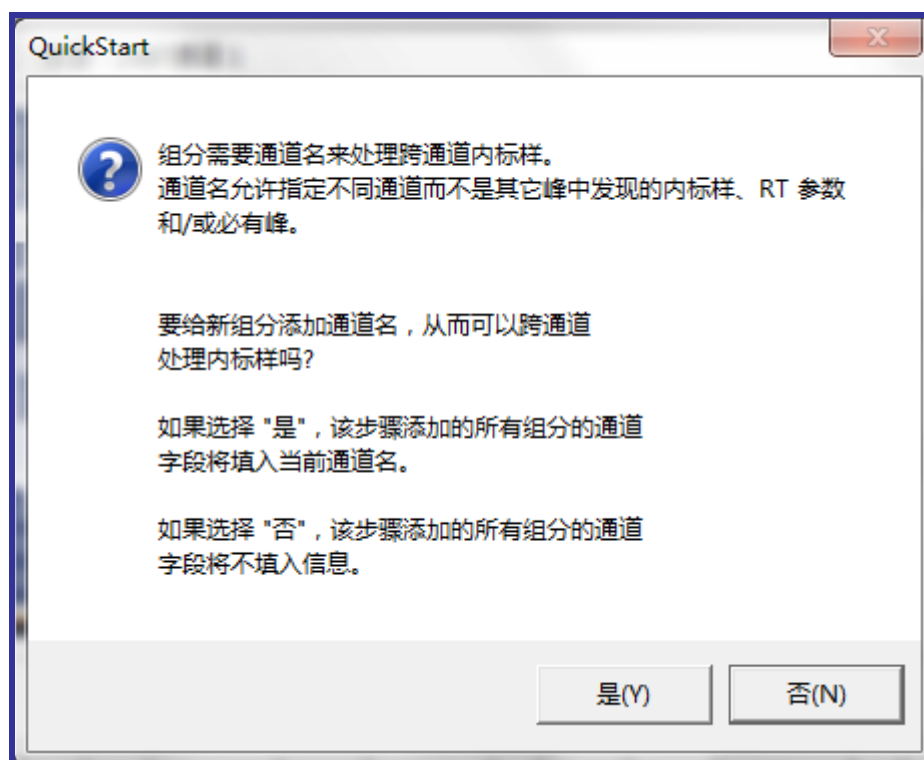 QuickStart
组分需要通道名来处理跨通道内标样。
通道名允许指定不同通道而不是其它峰中发现的内标样、RT 参数
和/或必有峰。
要给新组分添加通道名，从而可以跨通道
处理内标样吗?
如果选择 "是"，该步骤添加的所有组分的通道
字段将填入当前通道名。
如果选择 "否"，该步骤添加的所有组分的通道
字段将不填入信息。
是(Y)
否(N)